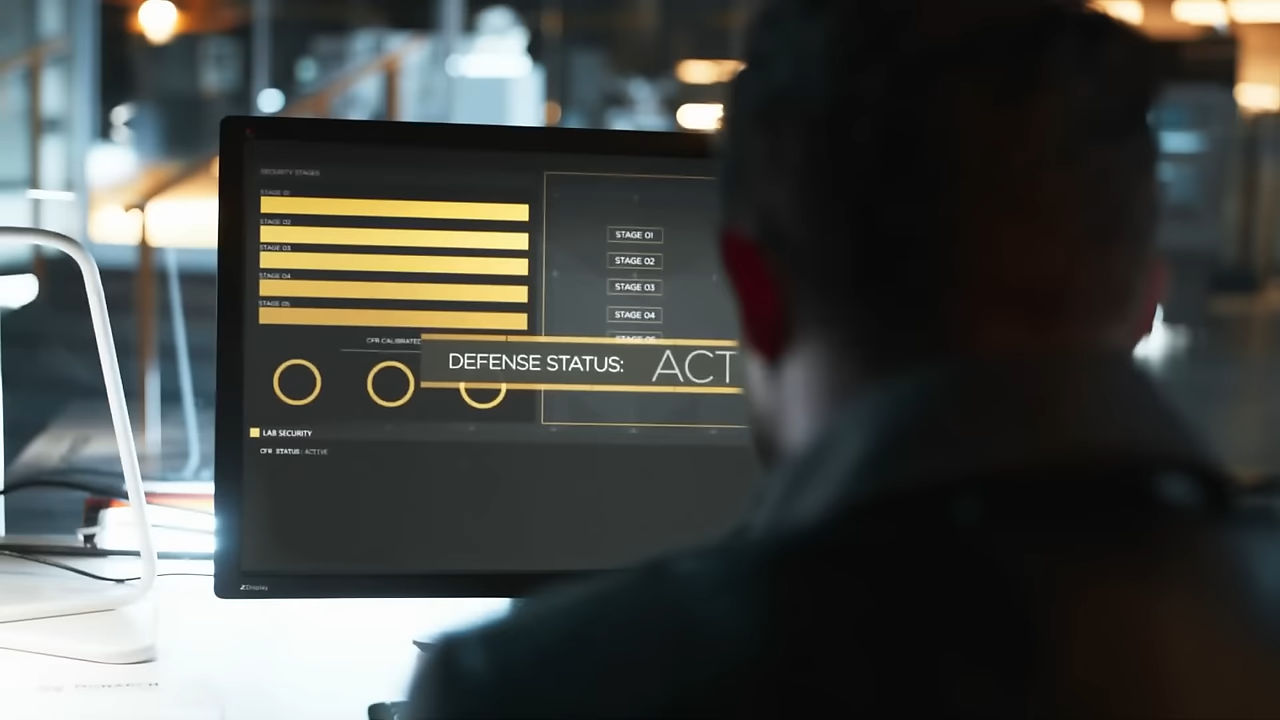 SECURITY STAGES
STAGE 01
STAGE 02
STAGE 03
STAGE 04
STAGE 05
STAGE 01
STAGE 02
STAGE 03
STAGE 04
CFR CALIBRATED
DEFENSE STATUS: ACT
LAB SECURITY
CFR STATUS: ACTIVE
Z Display